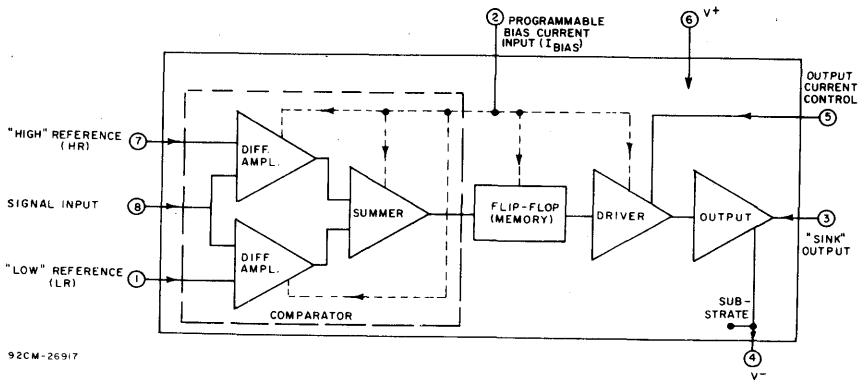 ② PROGRAMMABLE
BIAS CURRENT
INPUT (I BIAS)
⑥ V+
OUTPUT
CURRENT
CONTROL
⑤
"HIGH" REFERENCE
(HR)
⑦
DIFF.
AMPL.
SIGNAL INPUT
⑧
SUMMER
FLIP-FLOP
(MEMORY)
DRIVER
OUTPUT
③
"SINK"
OUTPUT
"LOW" REFERENCE
(LR)
①
DIFF.
AMPL.
COMPARATOR
SUB-
STRATE
④
V-
92CM-26917